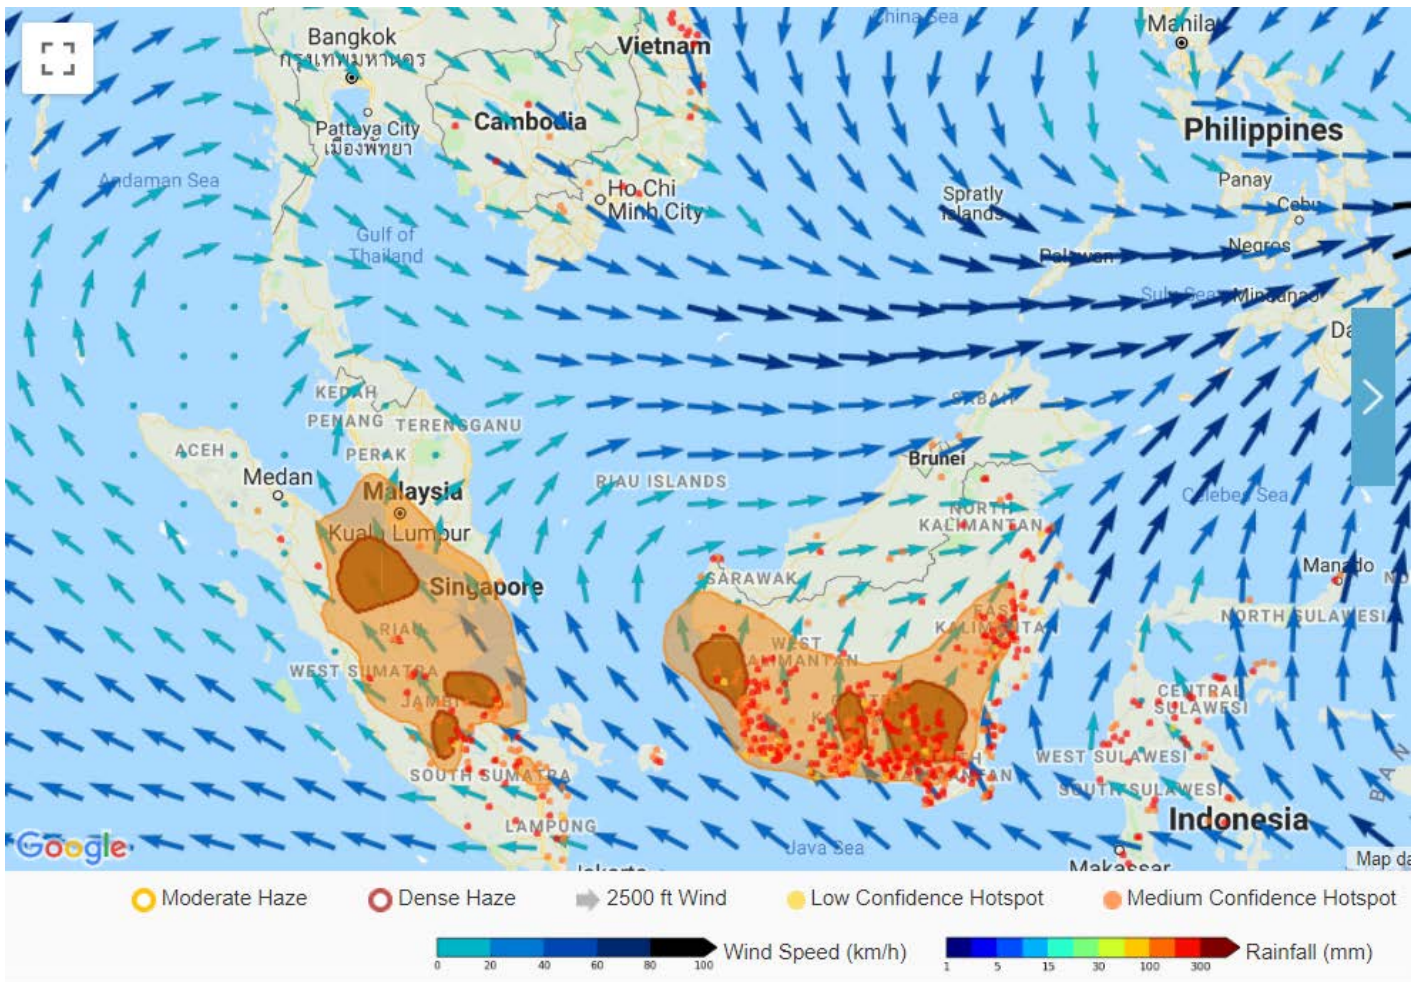 China Sea
Manila
Bangkok
กรุงเทพมหานคร
Vietnam
Pattaya City
เมืองพัทยา
Cambodia
Philippines
Andaman Sea
Panay
Ho Chi
Minh City
Spratly
Islands
Cebu
Gulf of
Thailand
Negros
Palawan
Sulu Sea
Mindanao
Da
KEDAH
PENANG
TERENGGANU
SABAH
ACEH
PERAK
Brunei
Medan
Malaysia
RIAU ISLANDS
Celebes Sea
NORTH
KALIMANTAN
Kuala Lumpur
Singapore
SARAWAK
Manado
NO
RIAU
EAST
KALIMANTAN
NORTH SULAWESI
WEST
KALIMANTAN
WEST SUMATRA
JAMBI
CENTRAL
SULAWESI
SOUTH SUMATRA
WEST SULAWESI
SOUTH SULAWESI
BAN
LAMPUNG
Indonesia
Google
Java Sea
Jakarta
Makassar
Map da
Moderate Haze
Dense Haze
2500 ft Wind
Low Confidence Hotspot
Medium Confidence Hotspot
0 20 40 60 80 100
Wind Speed (km/h)
1 5 15 30 100 300
Rainfall (mm)